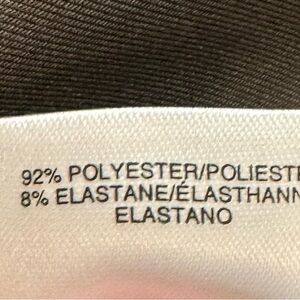 92% POLYESTER/POLIESTE
8% ELASTANE/ÉLASTHANN
ELASTANO